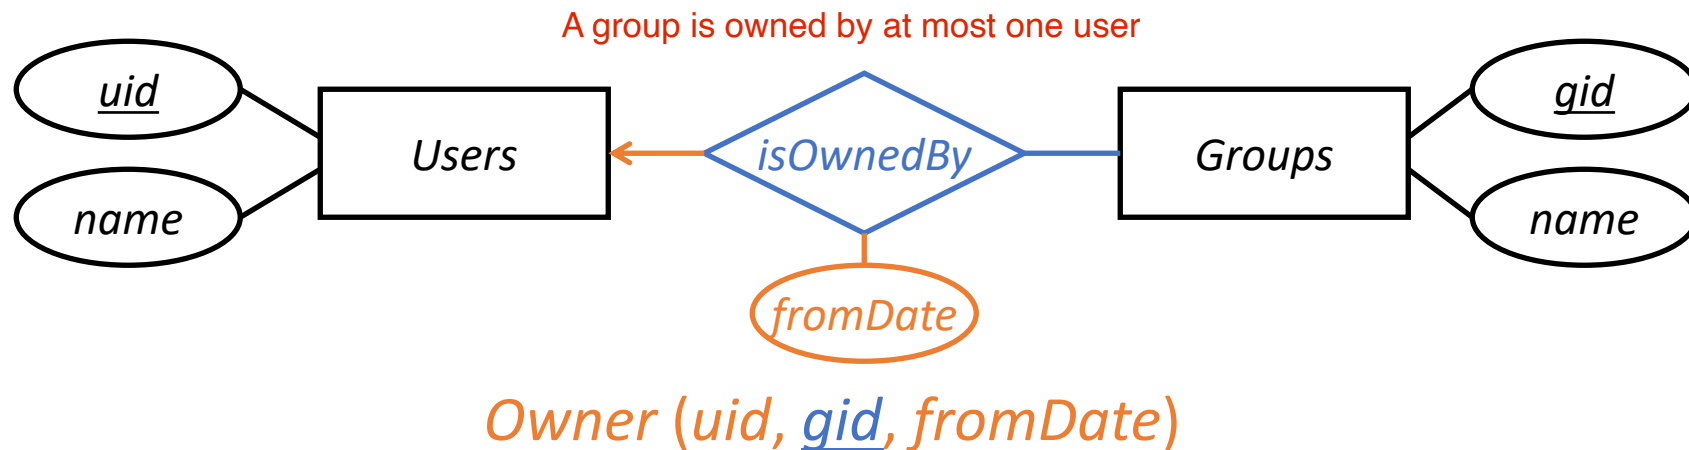 A group is owned by at most one user
uid
name
Users
isOwnedBy
fromDate
Groups
gid
name
Owner (uid, gid, fromDate)